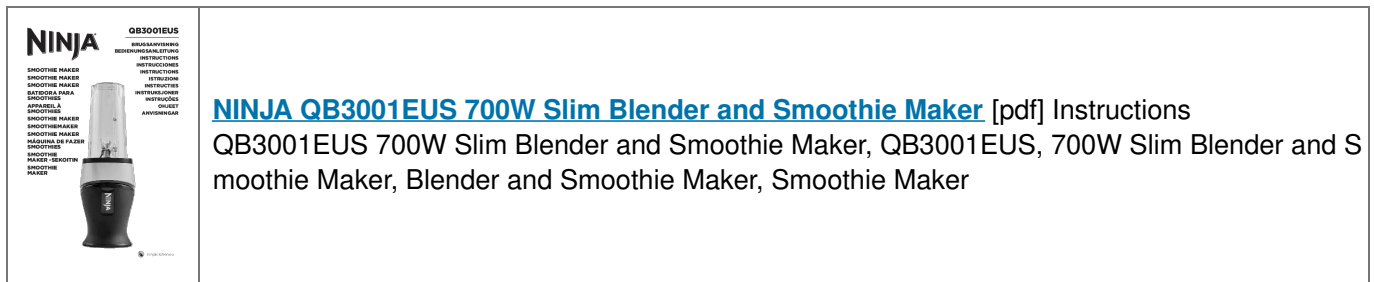 NINJA
QB3001EUS
BRUGSANVISNING
BEDIENUNGSANLEITUNG
INSTRUCTIONS
INSTRUCCIONES
INSTRUCTIONS
ISTRUZIONI
INSTRUCTIES
INSTRUKSJONER
INSTRUÇÕES
OHJEET
ANVISNINGAR
SMOOTHIE MAKER
SMOOTHIE MAKER
SMOOTHIE MAKER
BATIDORA PARA
SMOOTHIES
APPAREIL À
SMOOTHIES
SMOOTHIE MAKER
SMOOTHIEMAKER
SMOOTHIE MAKER
MÁQUINA DE FAZER
SMOOTHIES
SMOOTHIE
MAKER -SEKOITIN
SMOOTHIE
MAKER
NINJA
NINJA QB3001EUS 700W Slim Blender and Smoothie Maker [pdf] Instructions
QB3001EUS 700W Slim Blender and Smoothie Maker, QB3001EUS, 700W Slim Blender and S
moothie Maker, Blender and Smoothie Maker, Smoothie Maker